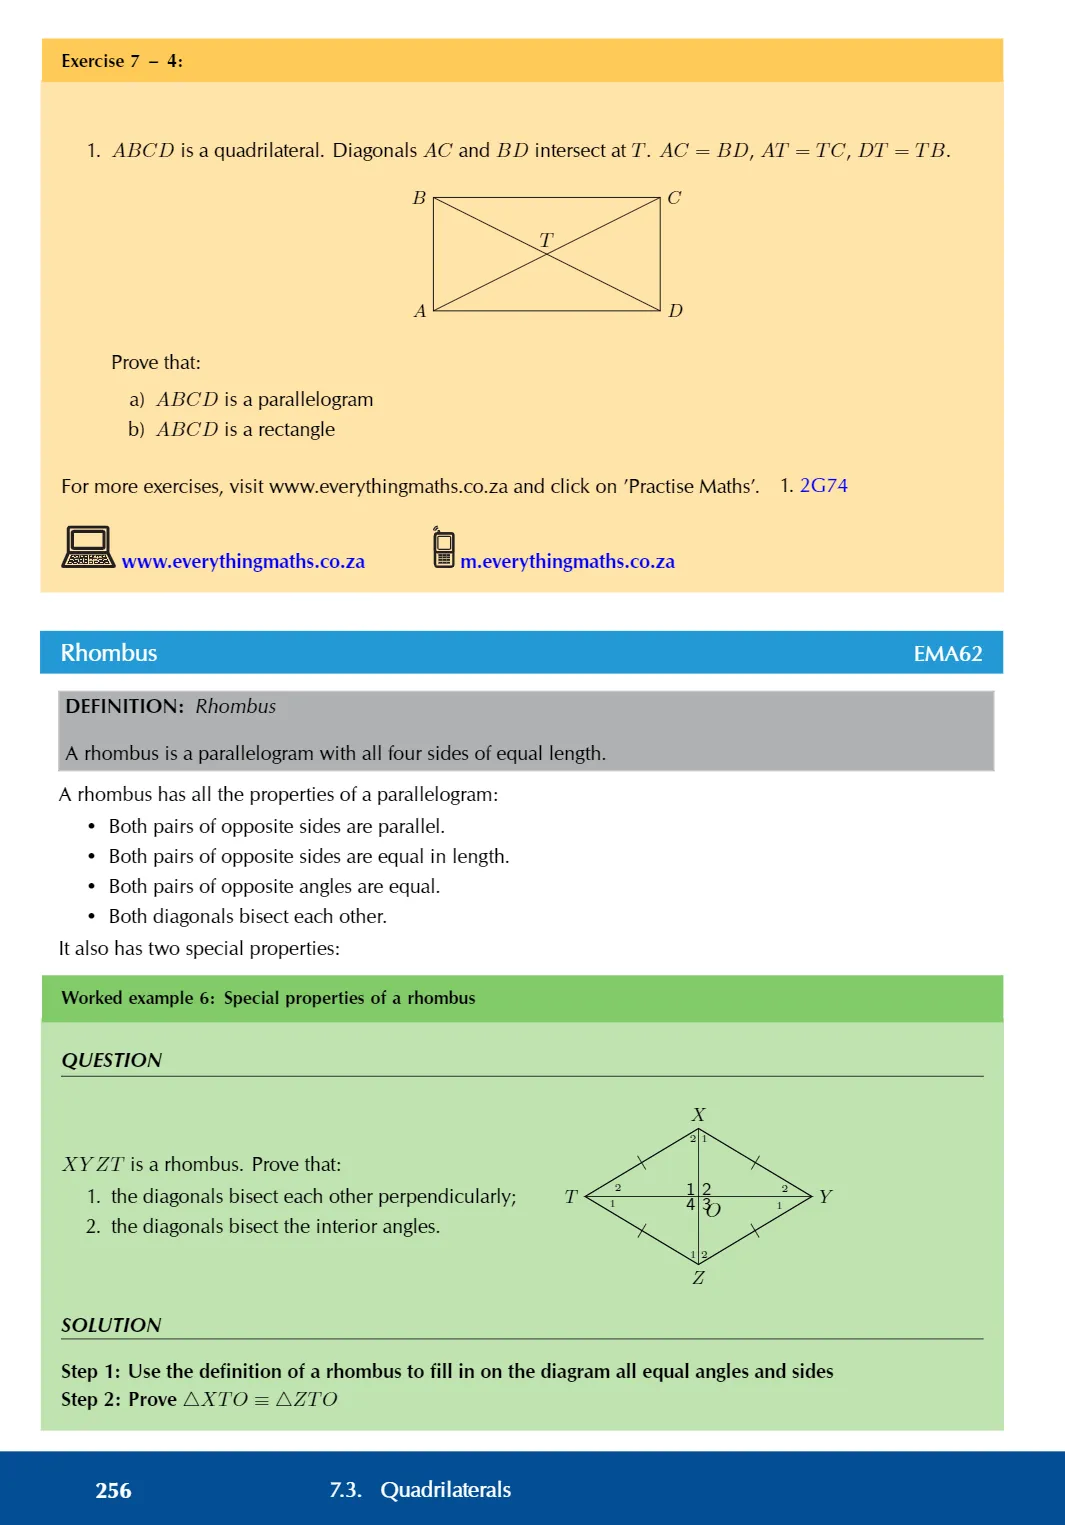 Exercise 7 – 4:
1. ABCD is a quadrilateral. Diagonals AC and BD intersect at T. AC = BD, AT = TC, DT = TB.
B
C
T
A
D
Prove that:
a) ABCD is a parallelogram
b) ABCD is a rectangle
For more exercises, visit www.everythingmaths.co.za and click on ’Practise Maths’. 1. 2G74
www.everythingmaths.co.za m.everythingmaths.co.za
Rhombus EMA62
DEFINITION: Rhombus
A rhombus is a parallelogram with all four sides of equal length.
A rhombus has all the properties of a parallelogram:
• Both pairs of opposite sides are parallel.
• Both pairs of opposite sides are equal in length.
• Both pairs of opposite angles are equal.
• Both diagonals bisect each other.
It also has two special properties:
Worked example 6: Special properties of a rhombus
QUESTION
XYZT is a rhombus. Prove that:
1. the diagonals bisect each other perpendicularly;
2. the diagonals bisect the interior angles.
X
2 1
2 1 2 2
T Y
1 4 3 O 1
1 2
Z
SOLUTION
Step 1: Use the definition of a rhombus to fill in on the diagram all equal angles and sides
Step 2: Prove △XTO ≡ △ZTO
256 7.3. Quadrilaterals